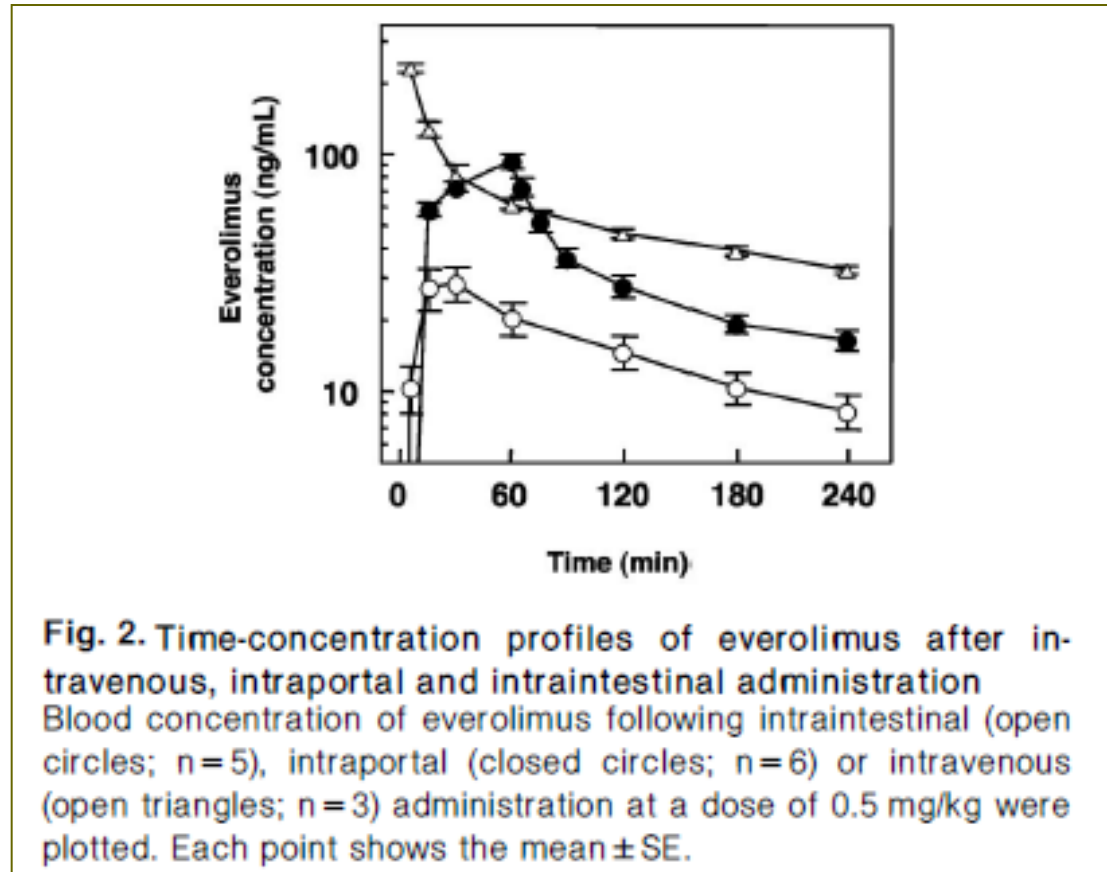 Everolimus
concentration (ng/mL)
100
10
0 60 120 180 240
Time (min)
Fig. 2. Time-concentration profiles of everolimus after in-
travenous, intraportal and intraintestinal administration
Blood concentration of everolimus following intraintestinal (open
circles; n=5), intraportal (closed circles; n=6) or intravenous
(open triangles; n=3) administration at a dose of 0.5 mg/kg were
plotted. Each point shows the mean±SE.